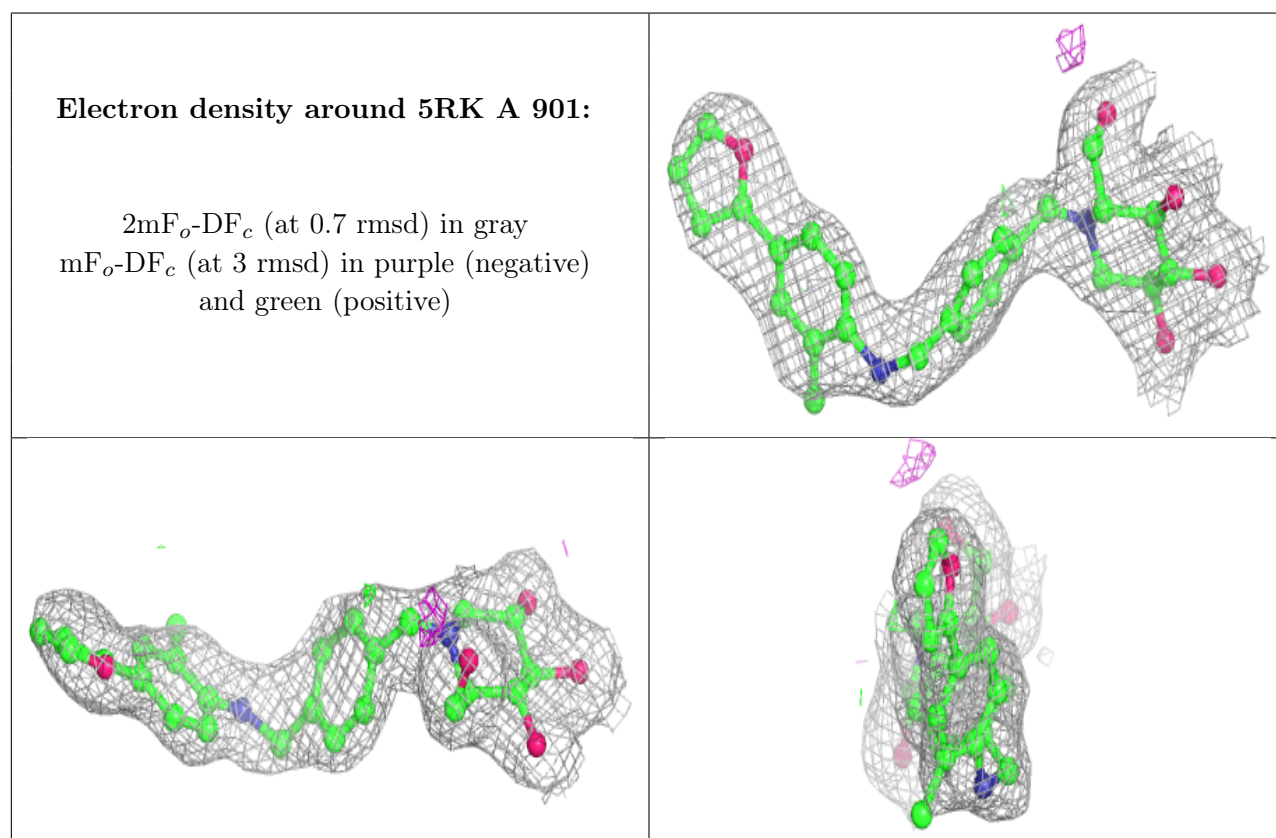 Electron density around 5RK A 901:
2mFo-DFc (at 0.7 rmsd) in gray
mFo-DFc (at 3 rmsd) in purple (negative)
and green (positive)